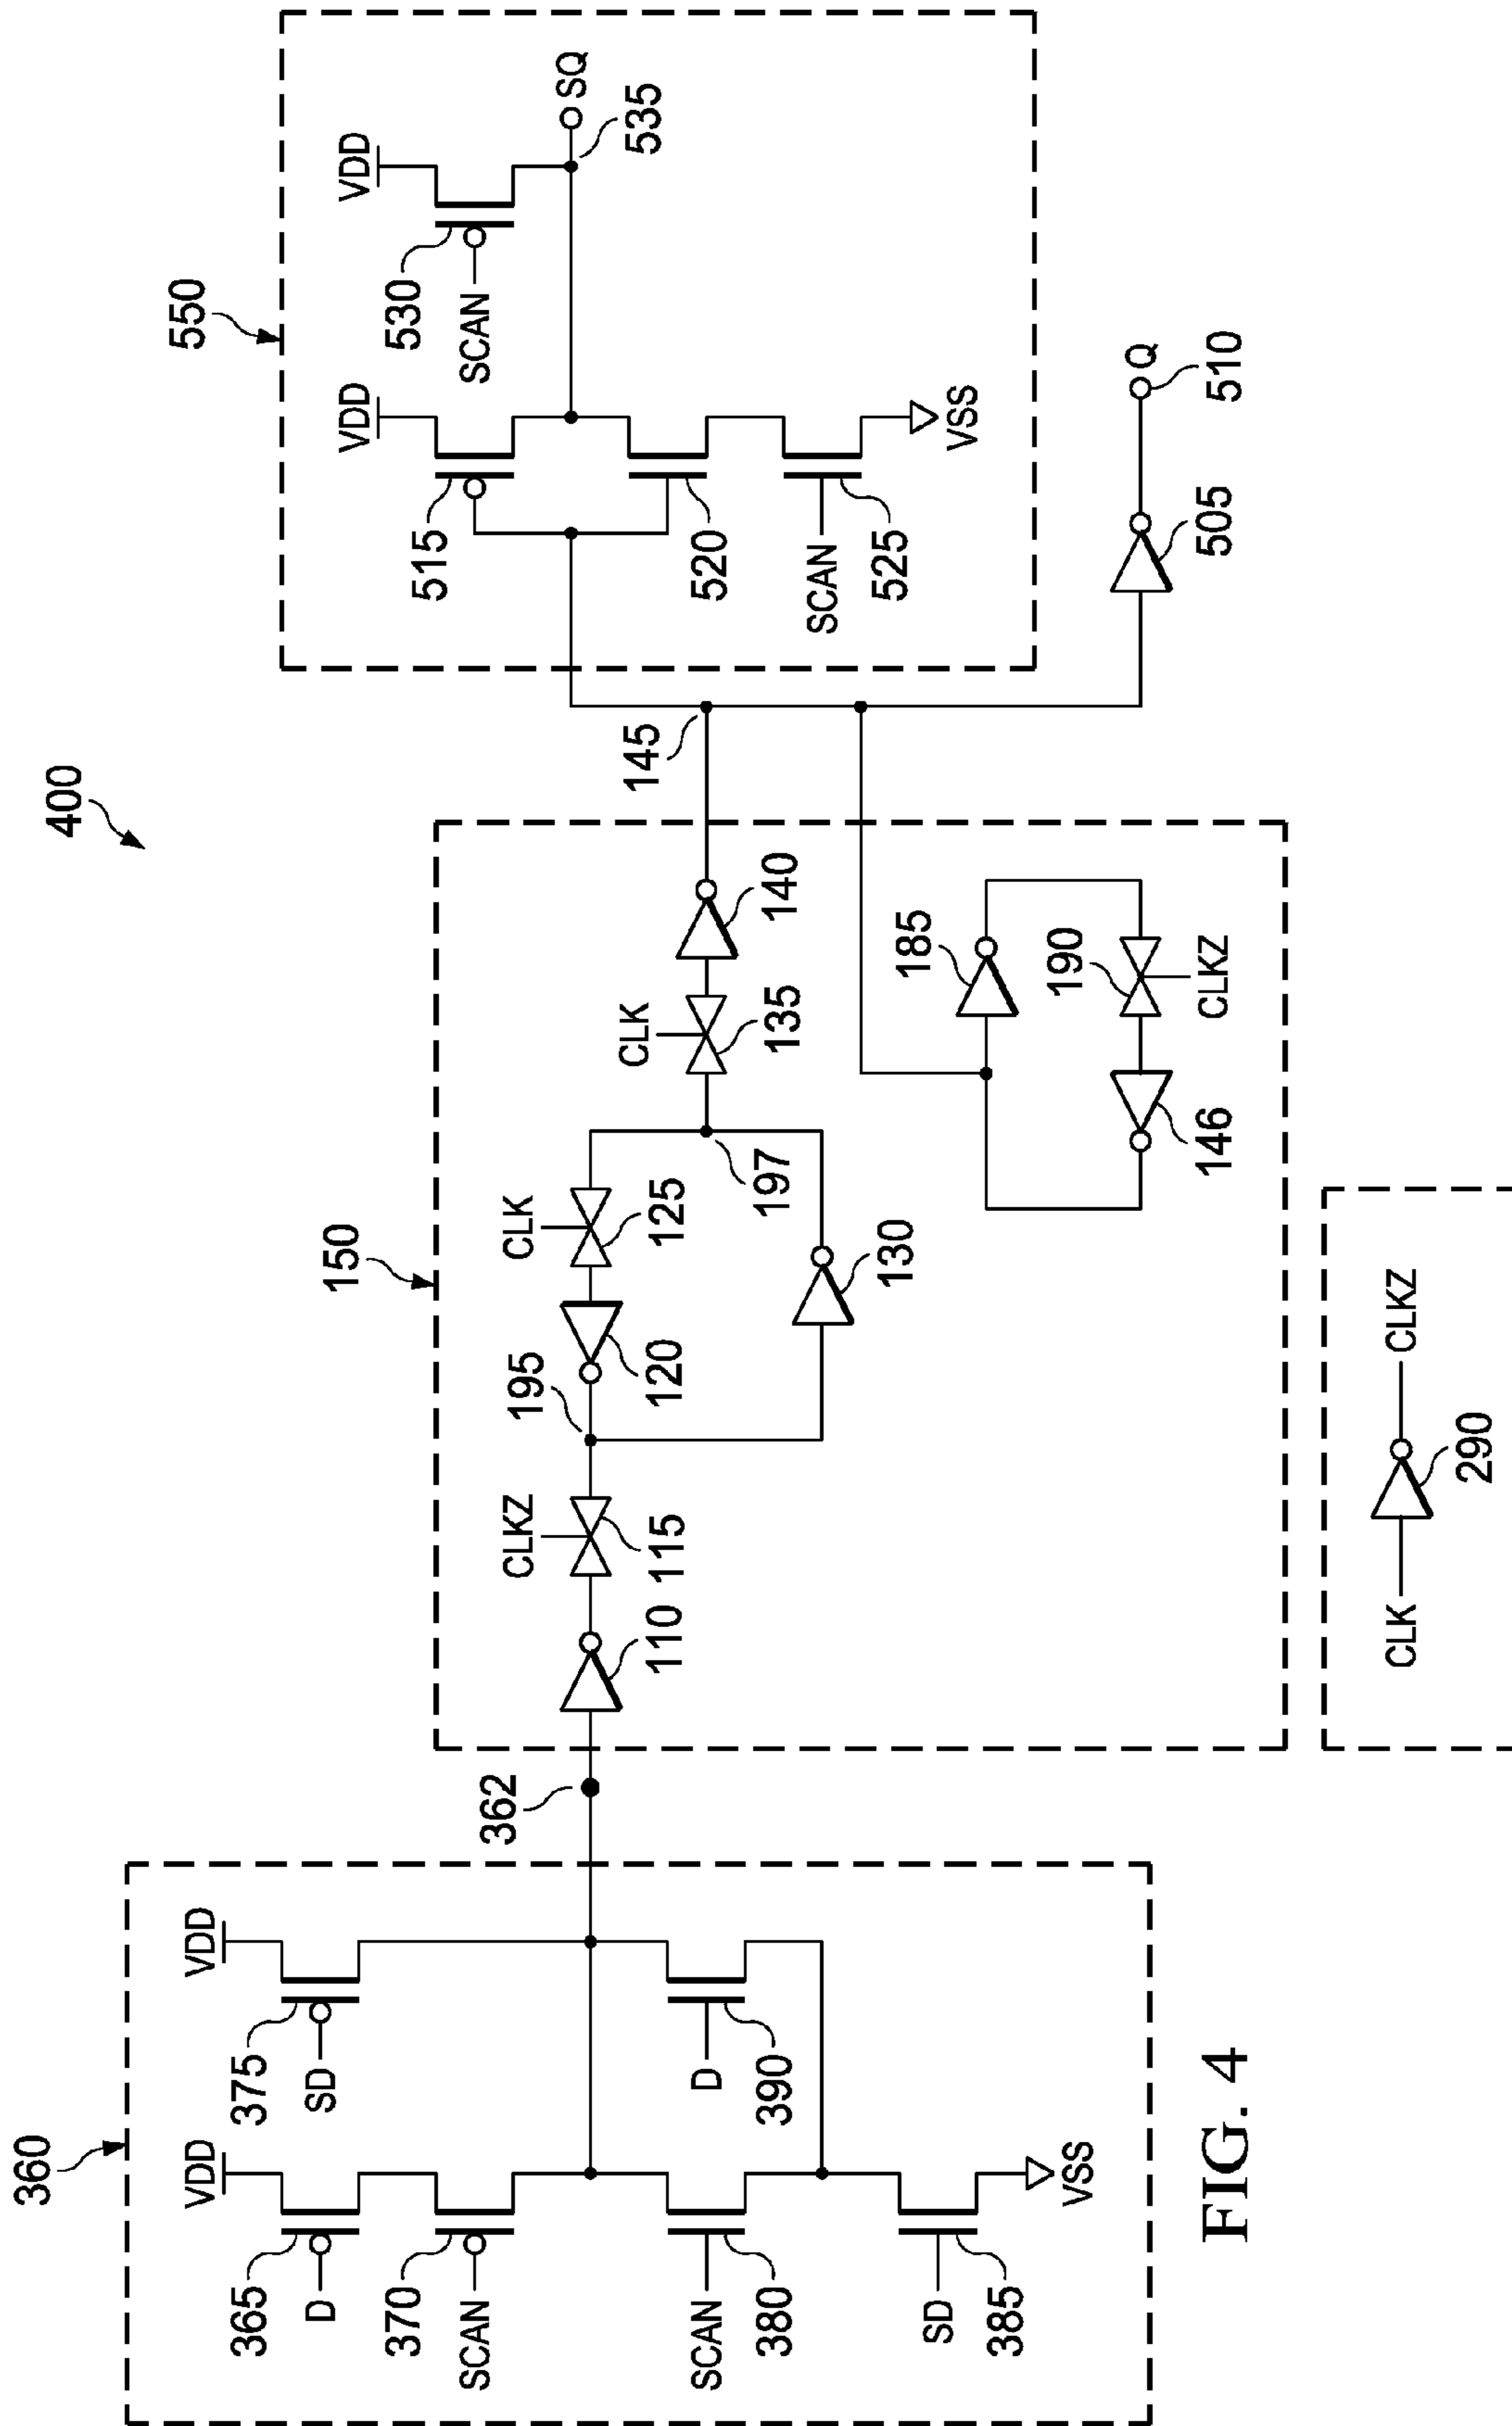 400
360
VDD
365
D
370
SCAN
VDD
375
SD
SCAN
380
D
390
SD
385
VSS
362
150
110
CLKZ
115
195
120
CLK
125
130
197
CLK
135
140
145
185
190
CLKZ
146
550
VDD
515
520
SCAN
525
VSS
VDD
530
SCAN
SQ
535
505
Q
510
CLK
290
CLKZ
FIG. 4